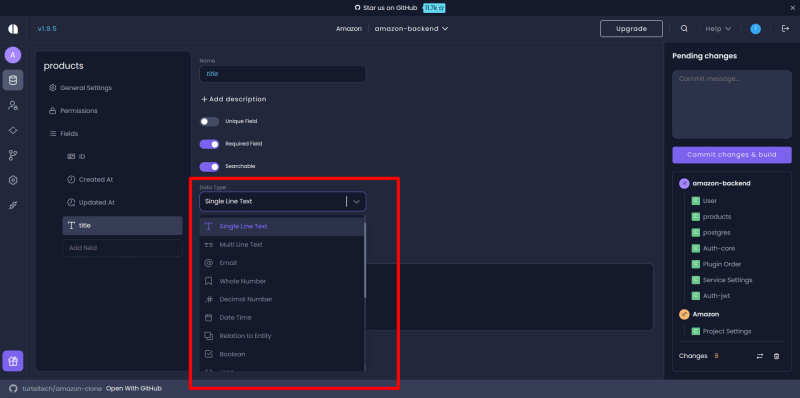 Star us on GitHub 11.7k
v1.9.5
Amazon amazon-backend
Upgrade
Help
A
products
General Settings
Permissions
Fields
ID
Created At
Updated At
title
Add field
Name
title
+ Add description
Unique Field
Required Field
Searchable
Data Type
Single Line Text
Single Line Text
Multi Line Text
Email
Whole Number
Decimal Number
Date Time
Relation to Entity
Boolean
Pending changes
Commit message...
Commit changes & build
amazon-backend
C User
C products
C postgres
C Auth-core
C Plugin Order
C Service Settings
C Auth-jwt
Amazon
C Project Settings
Changes 8
turteltech/amazon-clone Open With GitHub